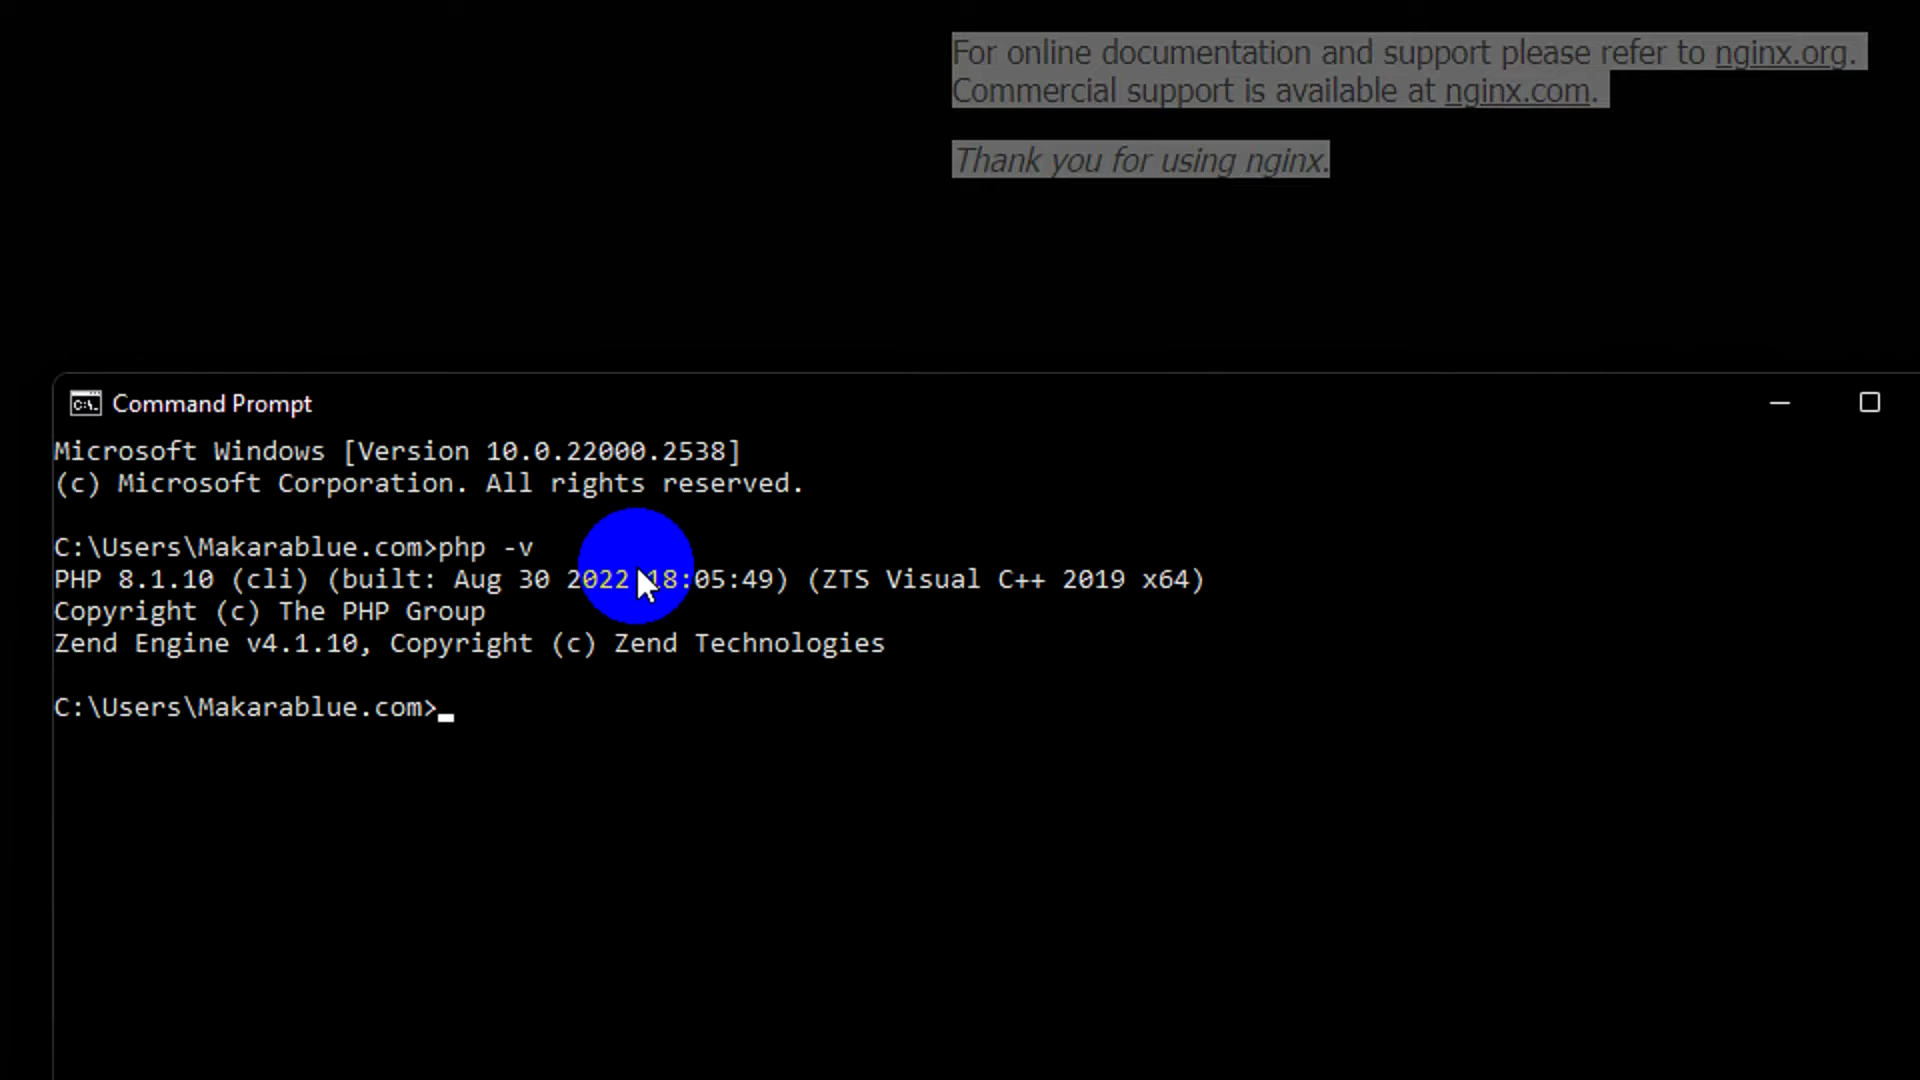 For online documentation and support please refer to nginx.org.
Commercial support is available at nginx.com.
Thank you for using nginx.
Command Prompt
Microsoft Windows [Version 10.0.22000.2538]
(c) Microsoft Corporation. All rights reserved.
C:\Users\Makarablue.com>php -v
PHP 8.1.10 (cli) (built: Aug 30 2022 18:05:49) (ZTS Visual C++ 2019 x64)
Copyright (c) The PHP Group
Zend Engine v4.1.10, Copyright (c) Zend Technologies
C:\Users\Makarablue.com>